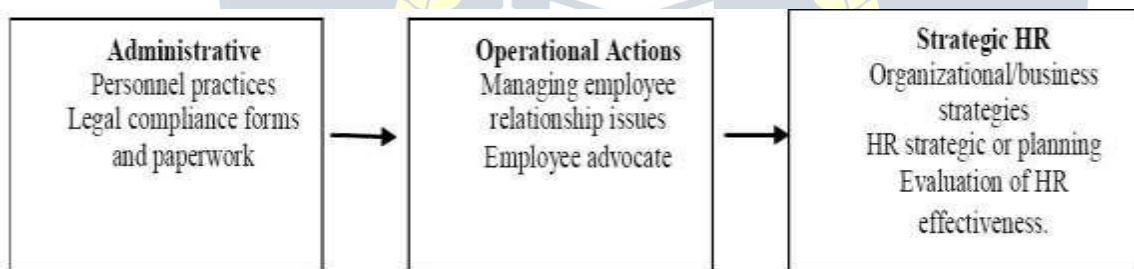 Administrative
Personnel practices
Legal compliance forms
and paperwork
Operational Actions
Managing employee
relationship issues
Employee advocate
Strategic HR
Organizational/business
strategies
HR strategic or planning
Evaluation of HR
effectiveness.